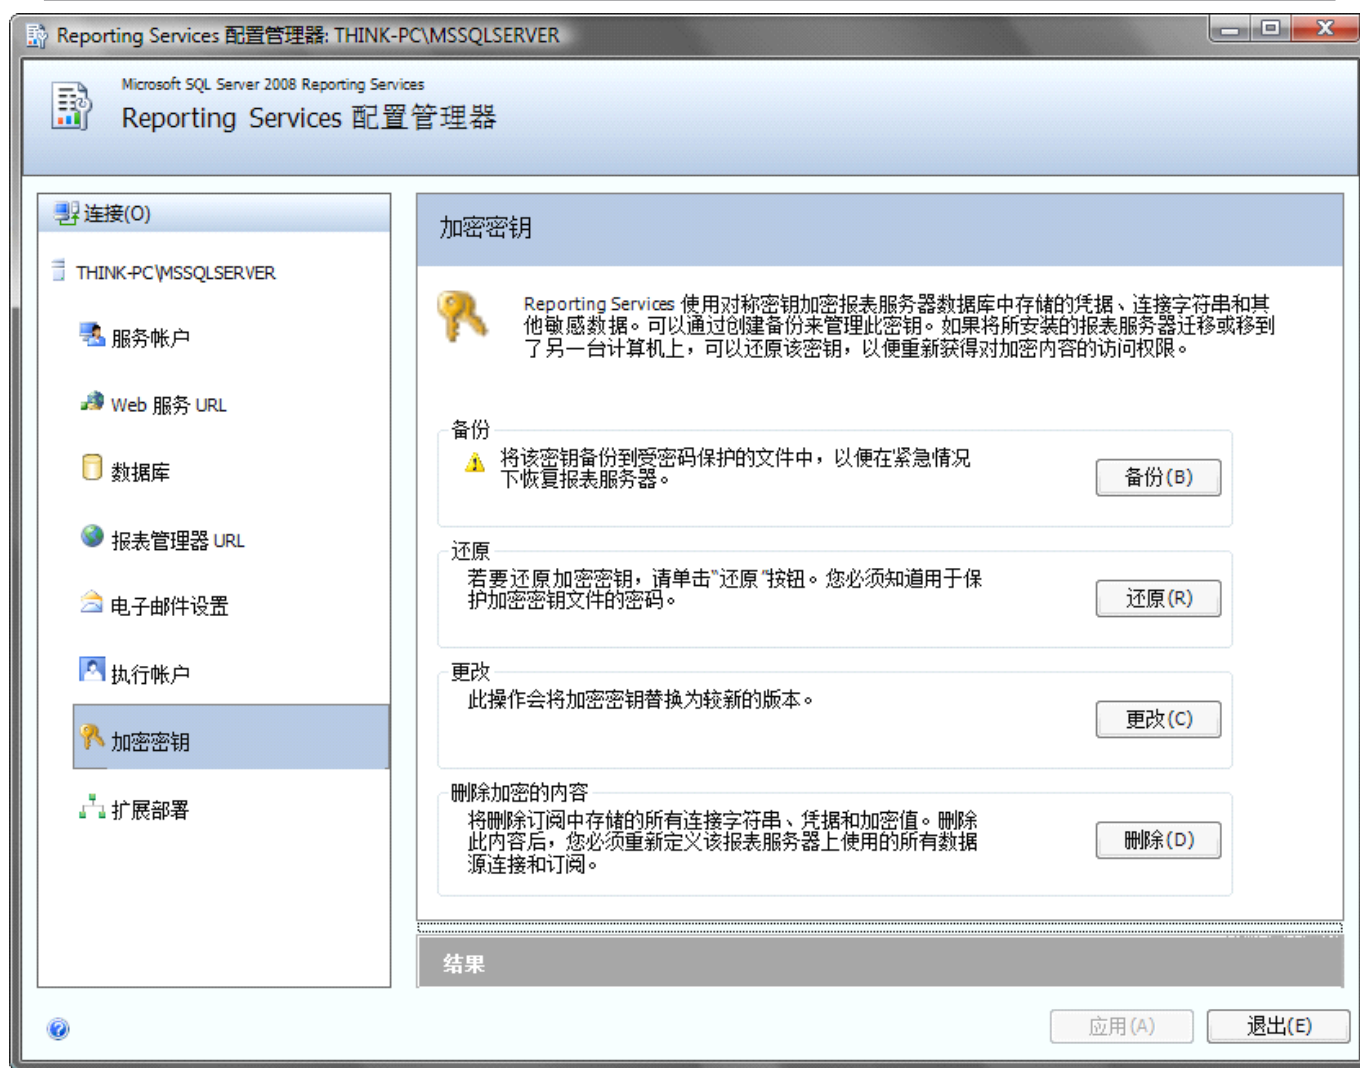 Reporting Services 配置管理器: THINK-PC\MSSQLSERVER
Microsoft SQL Server 2008 Reporting Services
Reporting Services 配置管理器
连接(O)
THINK-PC\MSSQLSERVER
服务帐户
Web 服务 URL
数据库
报表管理器 URL
电子邮件设置
执行帐户
加密密钥
扩展部署
加密密钥
Reporting Services 使用对称密钥加密报表服务器数据库中存储的凭据、连接字符串和其
他敏感数据。可以通过创建备份来管理此密钥。如果将所安装的报表服务器迁移或移到
了另一台计算机上，可以还原该密钥，以便重新获得对加密内容的访问权限。
备份
将该密钥备份到受密码保护的文件中，以便在紧急情况
下恢复报表服务器。
备份(B)
还原
若要还原加密密钥，请单击“还原”按钮。您必须知道用于保
护加密密钥文件的密码。
还原(R)
更改
此操作会将加密密钥替换为较新的版本。
更改(C)
删除加密的内容
将删除订阅中存储的所有连接字符串、凭据和加密值。删除
此内容后，您必须重新定义该报表服务器上使用的所有数据
源连接和订阅。
删除(D)
结果
应用(A)
退出(E)